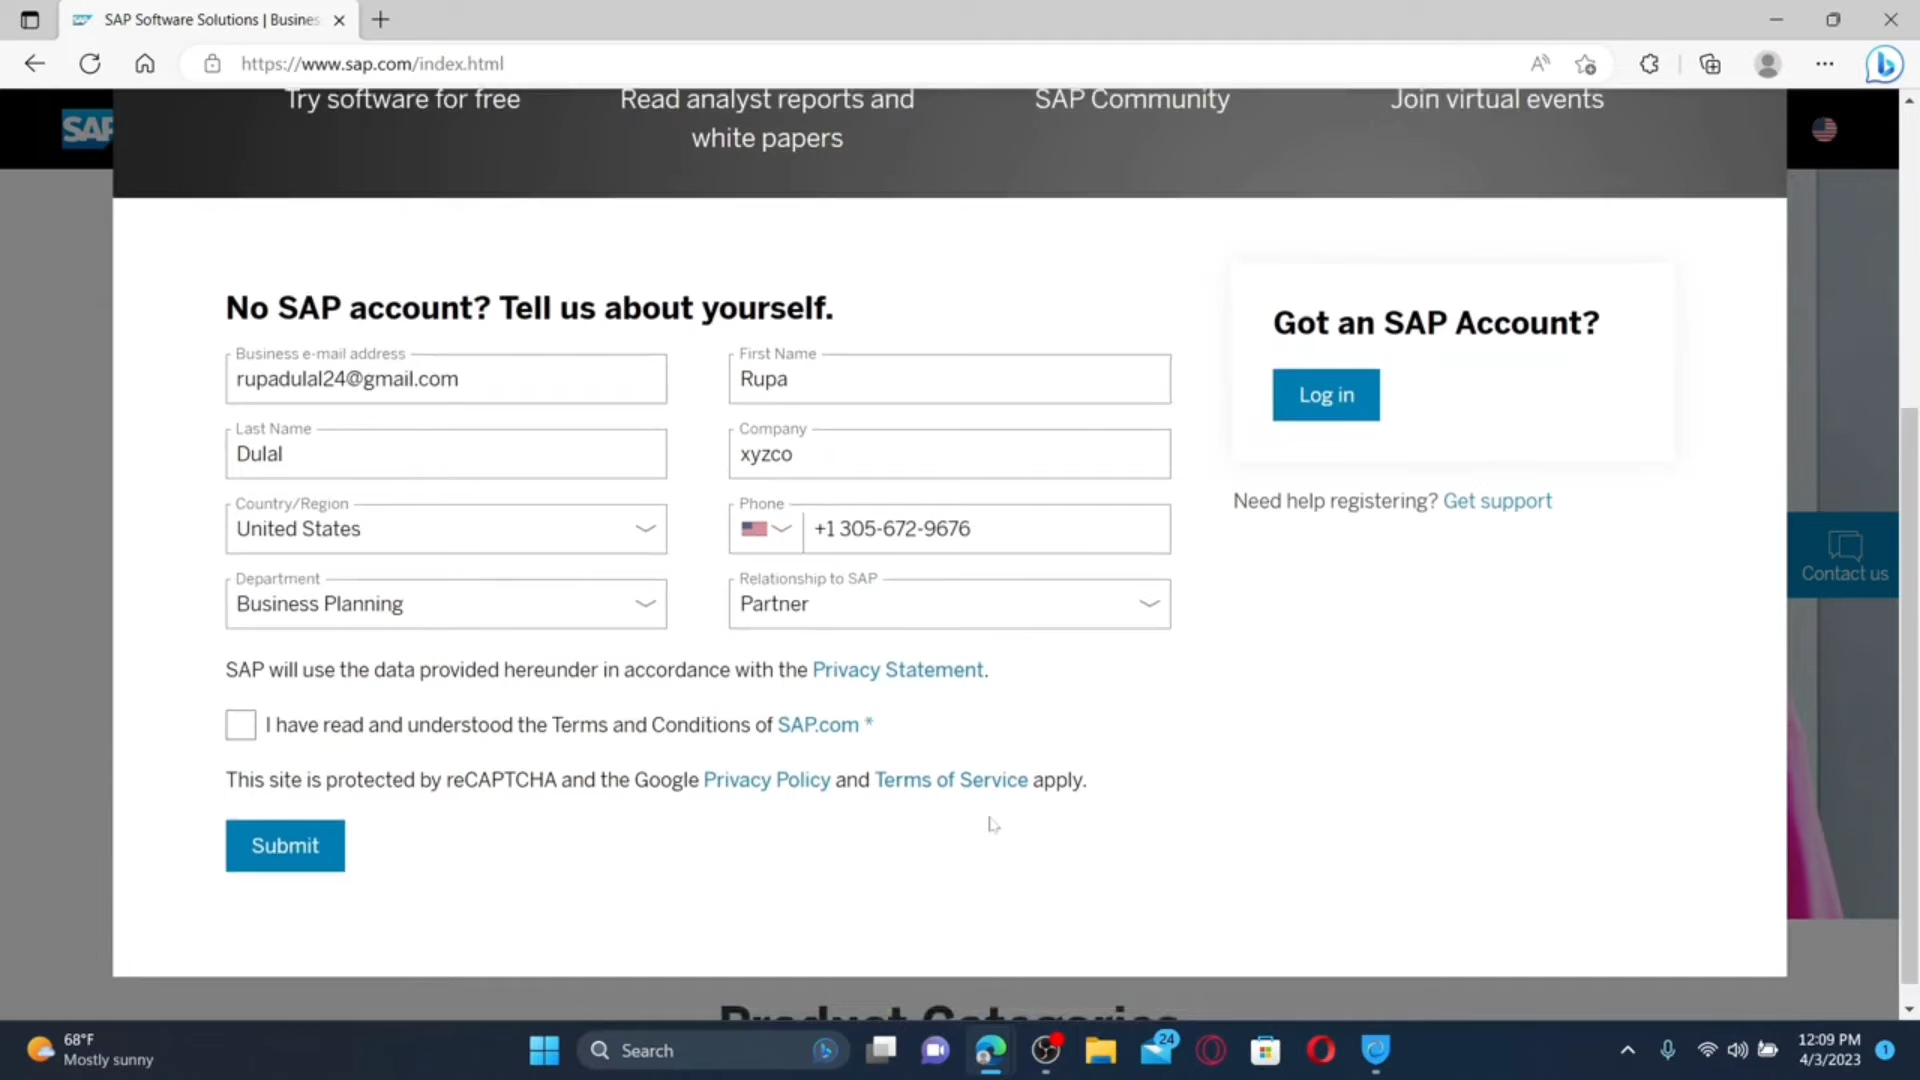 SAP Software Solutions | Busines
https://www.sap.com/index.html
SAP
Try software for free
Read analyst reports and
white papers
SAP Community
Join virtual events
No SAP account? Tell us about yourself.
Business e-mail address
rupadulal24@gmail.com
First Name
Rupa
Last Name
Dulal
Company
xyzco
Country/Region
United States
Phone
+1 305-672-9676
Department
Business Planning
Relationship to SAP
Partner
SAP will use the data provided hereunder in accordance with the Privacy Statement.
I have read and understood the Terms and Conditions of SAP.com *
This site is protected by reCAPTCHA and the Google Privacy Policy and Terms of Service apply.
Submit
Got an SAP Account?
Log in
Need help registering? Get support
Contact us
Product Categories
68°F
Mostly sunny
Search
24
12:09 PM
4/3/2023
1